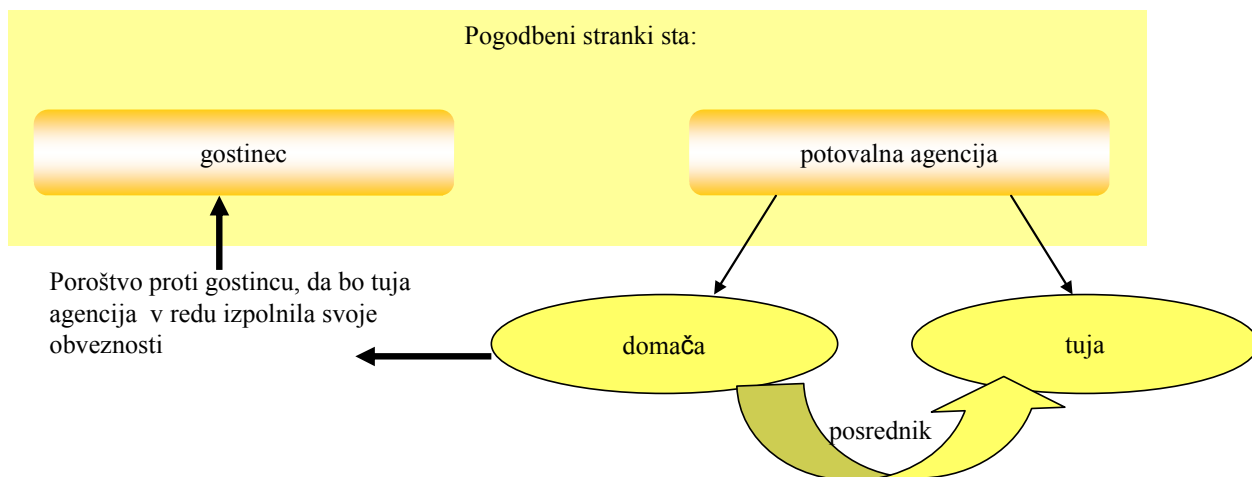 Pogodbeni stranki sta:
gostinec
potovalna agencija
Poroštvo proti gostincu, da bo tuja
agencija v redu izpolnila svoje
obveznosti
domača
tuja
posrednik